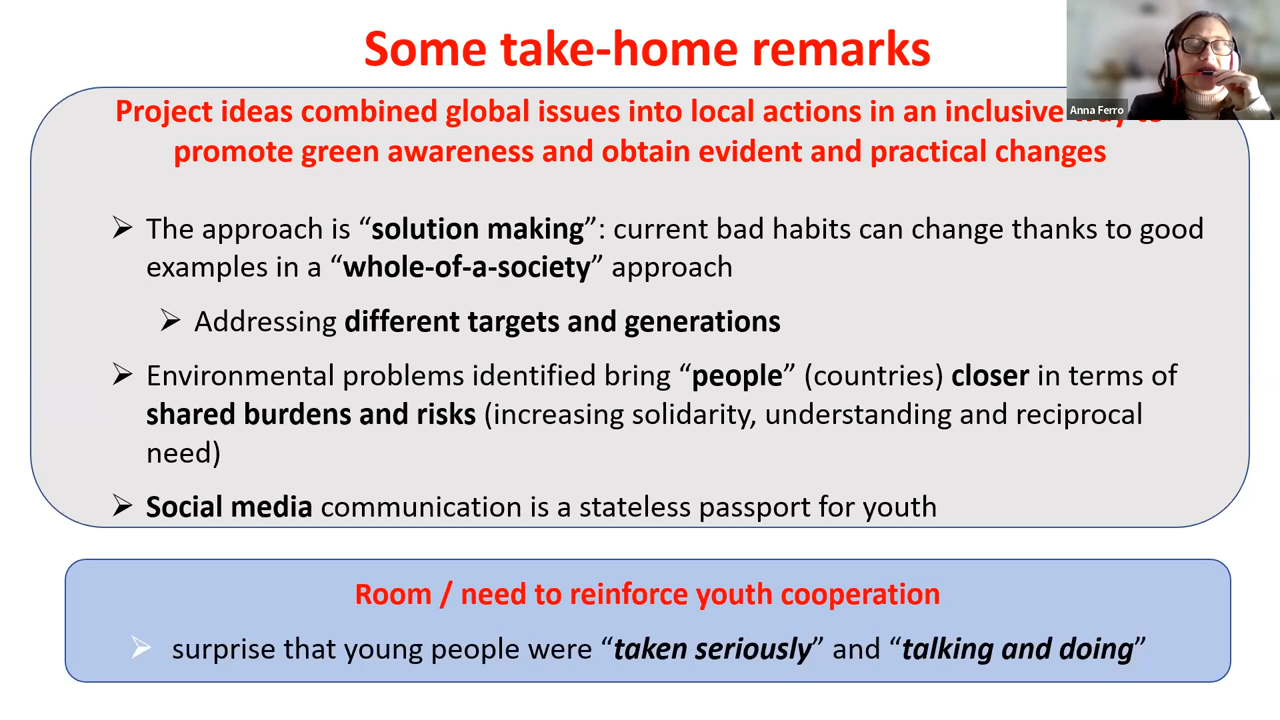 Some take-home remarks
Anna Ferro
Project ideas combined global issues into local actions in an inclusive
promote green awareness and obtain evident and practical changes
➢ The approach is “solution making”: current bad habits can change thanks to good
examples in a “whole-of-a-society” approach
➢ Addressing different targets and generations
➢ Environmental problems identified bring “people” (countries) closer in terms of
shared burdens and risks (increasing solidarity, understanding and reciprocal
need)
➢ Social media communication is a stateless passport for youth
Room / need to reinforce youth cooperation
➢ surprise that young people were “taken seriously” and “talking and doing”